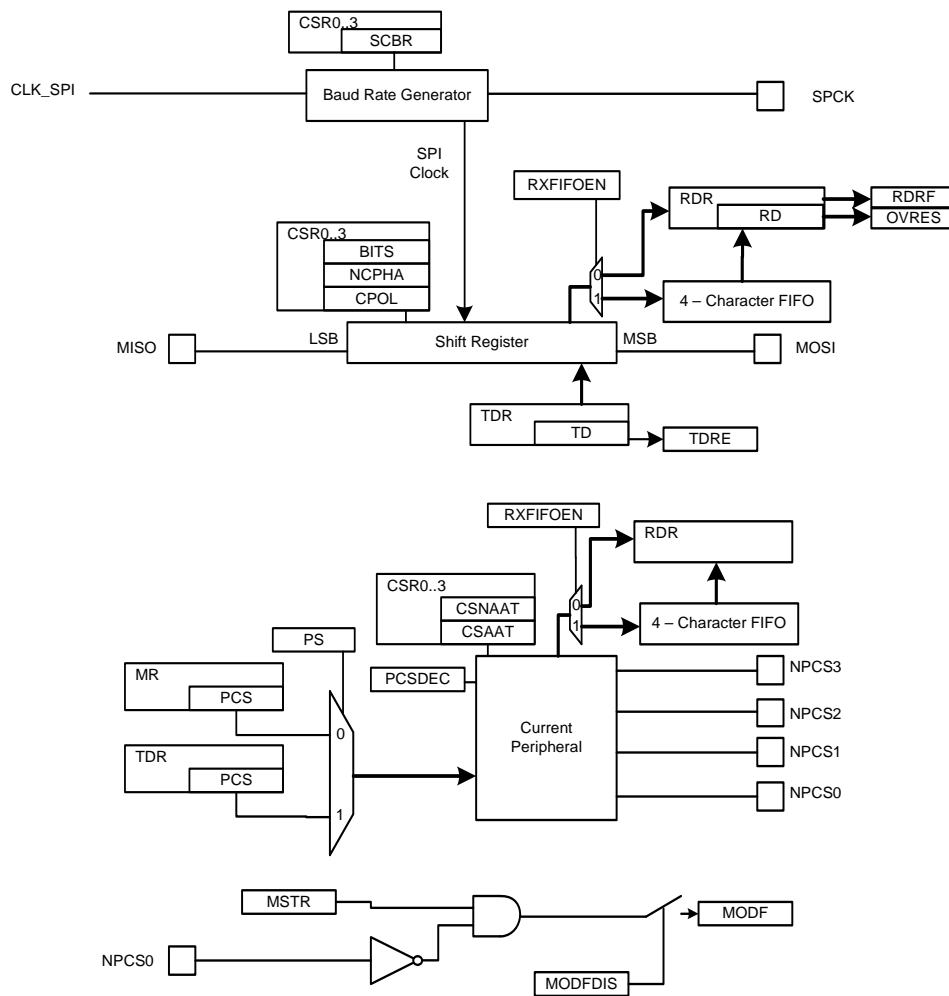 CSR0..3
SCBR
CLK_SPI
Baud Rate Generator
SPCK
SPI
Clock
RXFIFOEN
RDR
RD
RDRF
OVRES
CSR0..3
BITS
NCPHA
CPOL
0
1
4 – Character FIFO
MISO
LSB
Shift Register
MSB
MOSI
TDR
TD
TDRE
RXFIFOEN
RDR
CSR0..3
CSNAAT
CSAAT
0
1
4 – Character FIFO
PS
MR
PCS
PCSDEC
0
TDR
PCS
1
Current
Peripheral
NPCS3
NPCS2
NPCS1
NPCS0
MSTR
MODF
NPCS0
MODFDIS